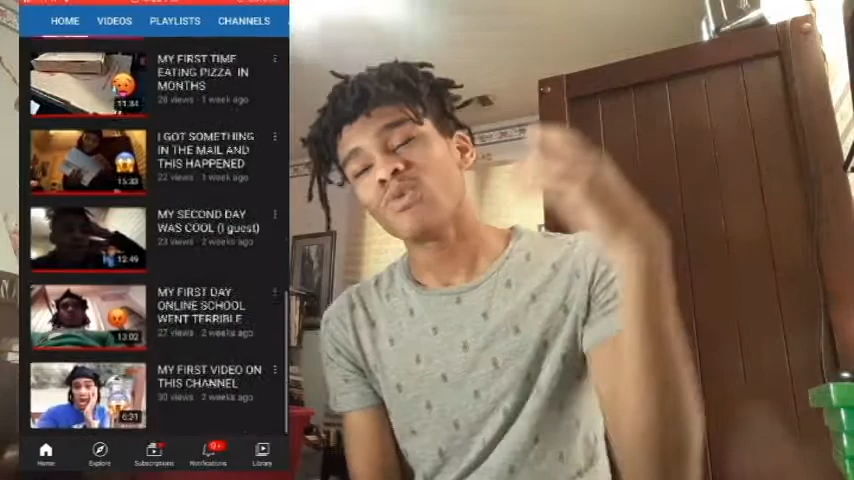 HOME VIDEOS PLAYLISTS CHANNELS
MY FIRST TIME
EATING PIZZA IN
MONTHS
28 views · 1 week ago
11:34
I GOT SOMETHING
IN THE MAIL AND
THIS HAPPENED
22 views · 1 week ago
15:33
MY SECOND DAY
WAS COOL (I guest)
23 views · 2 weeks ago
12:49
MY FIRST DAY
ONLINE SCHOOL
WENT TERRIBLE
27 views · 2 weeks ago
13:02
MY FIRST VIDEO ON
THIS CHANNEL
30 views · 2 weeks ago
6:21
9+
Home Explore Subscriptions Notifications Library